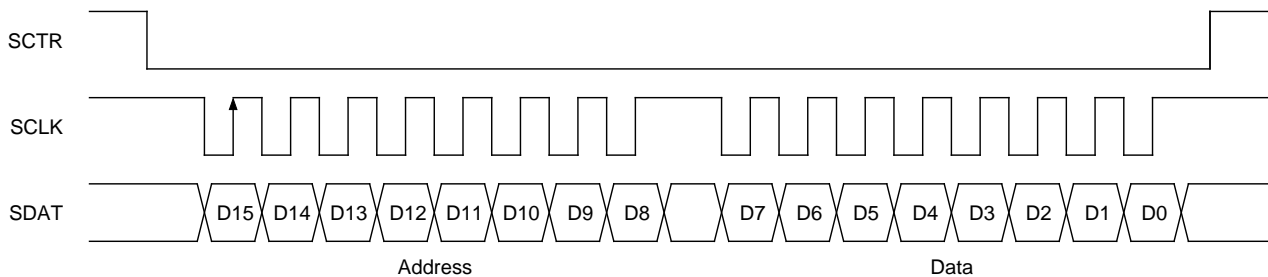 SCTR
SCLK
SDAT D15 D14 D13 D12 D11 D10 D9 D8 D7 D6 D5 D4 D3 D2 D1 D0
Address Data